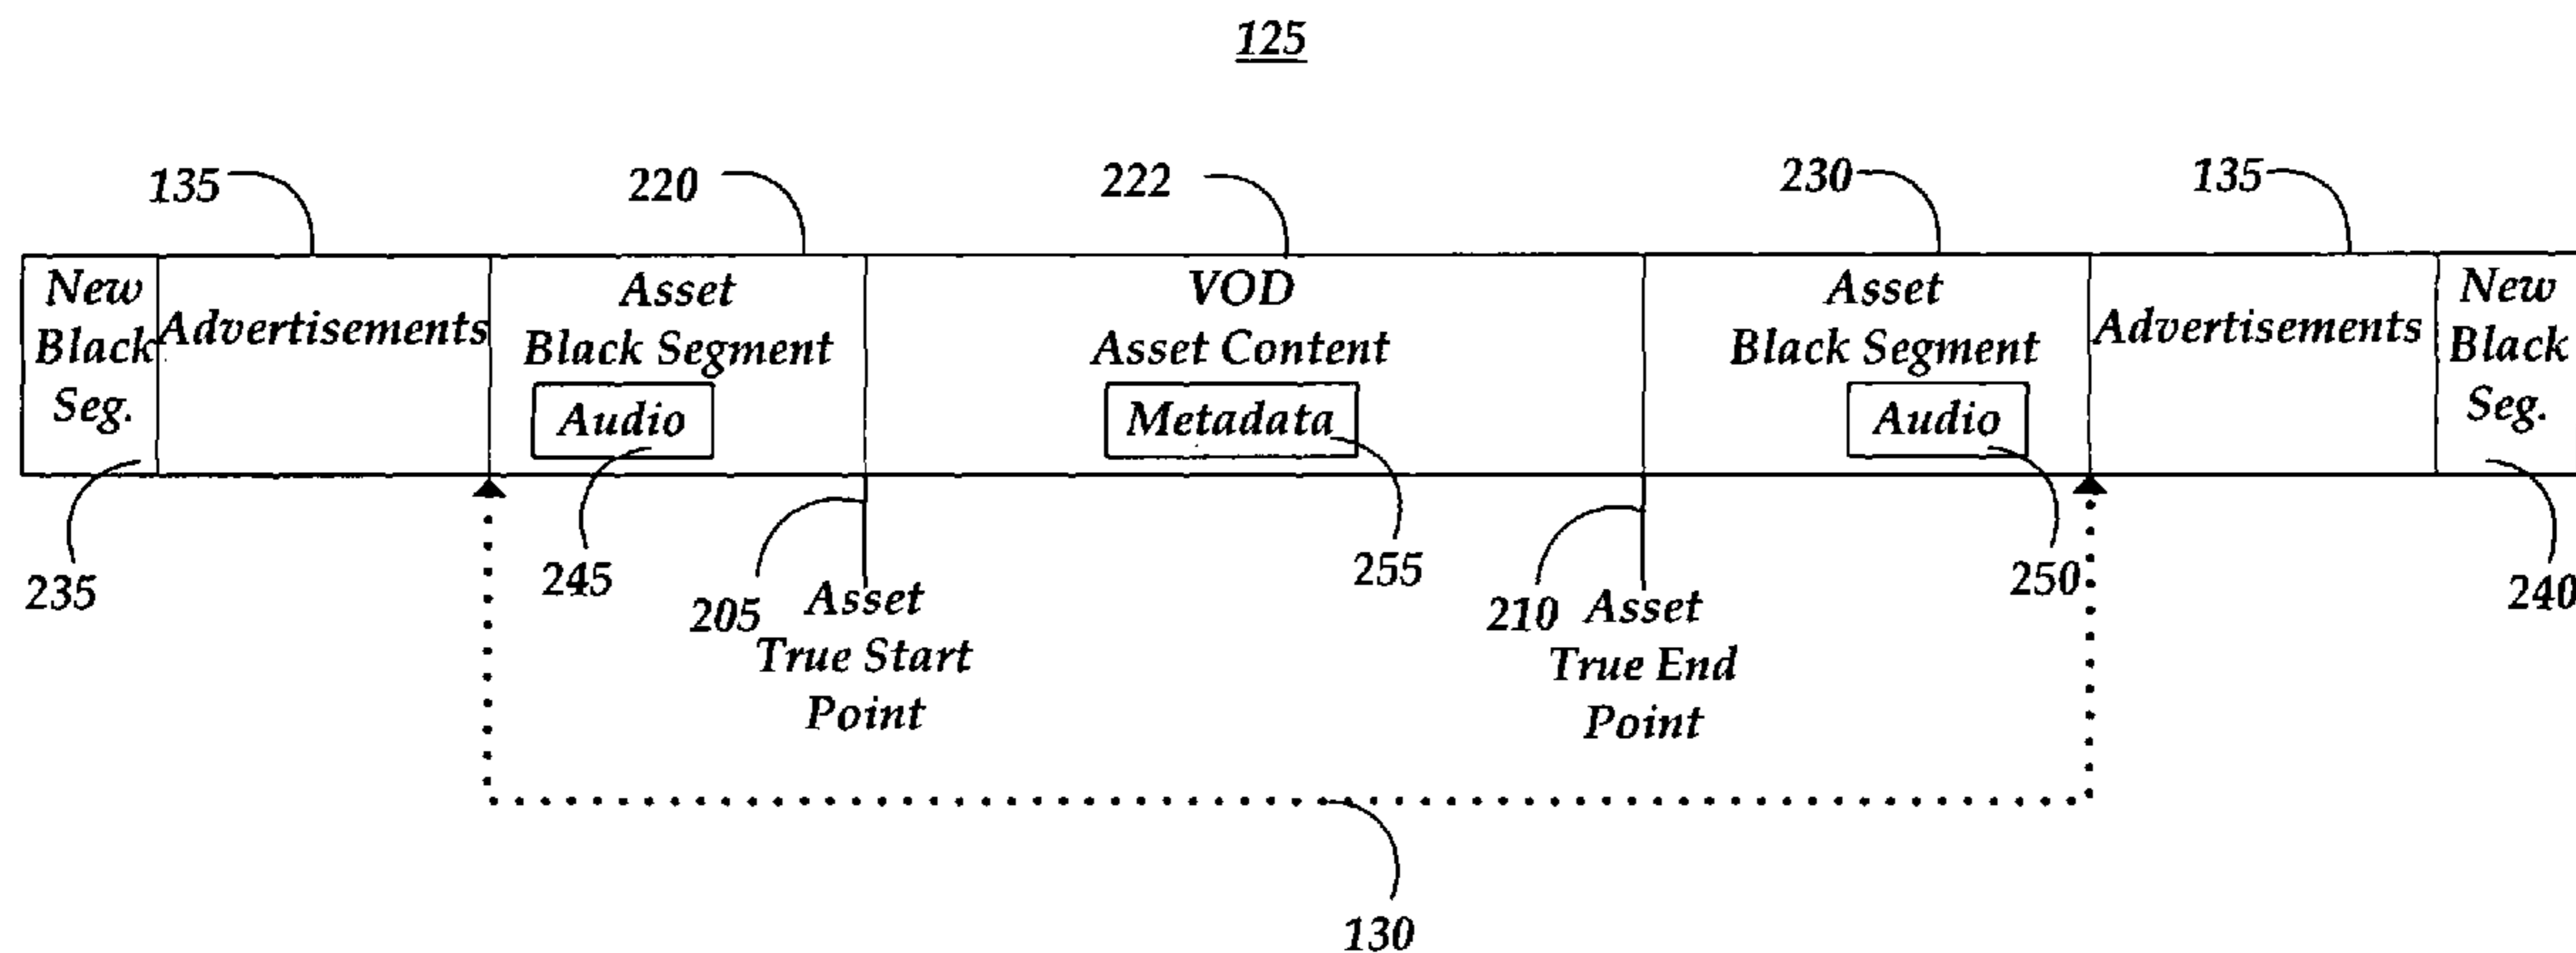 125
135
220
222
230
135
New
Black
Seg.
Advertisements
Asset
Black Segment
Audio
VOD
Asset Content
Metadata
Asset
Black Segment
Audio
Advertisements
New
Black
Seg.
235
245
205
Asset
True Start
Point
255
210
Asset
True End
Point
250
240
130